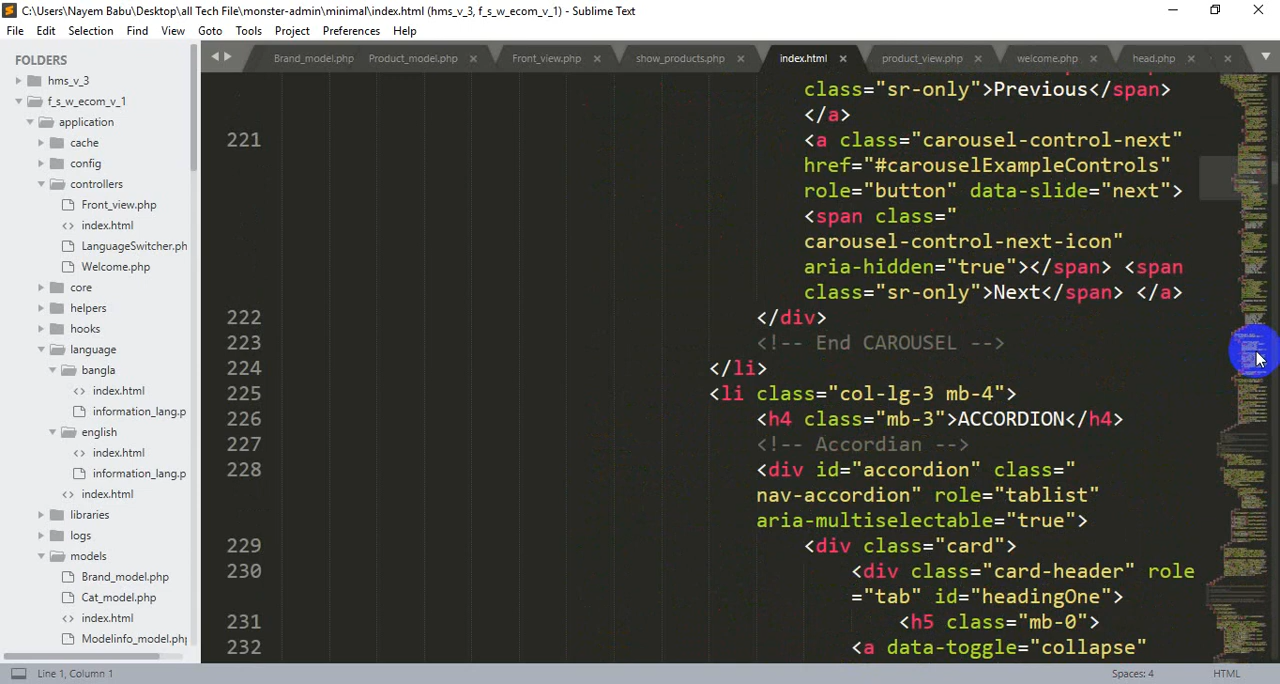 C:\Users\Nayem Babu\Desktop\all Tech File\monster-admin\minimal\index.html (hms_v_3, f_s_w_ecom_v_1) - Sublime Text
File Edit Selection Find View Goto Tools Project Preferences Help
FOLDERS
hms_v_3
f_s_w_ecom_v_1
application
cache
config
controllers
Front_view.php
index.html
LanguageSwitcher.ph
Welcome.php
core
helpers
hooks
language
bangla
index.html
information_lang.p
english
index.html
information_lang.p
index.html
libraries
logs
models
Brand_model.php
Cat_model.php
index.html
Modelinfo_model.php
Brand_model.php Product_model.php Front_view.php show_products.php index.html product_view.php welcome.php head.php
class="sr-only">Previous</span>
</a>
221 <a class="carousel-control-next"
href="#carouselExampleControls"
role="button" data-slide="next">
<span class="
carousel-control-next-icon"
aria-hidden="true"></span> <span
class="sr-only">Next</span> </a>
222 </div>
223 <!-- End CAROUSEL -->
224 </li>
225 <li class="col-lg-3 mb-4">
226 <h4 class="mb-3">ACCORDION</h4>
227 <!-- Accordian -->
228 <div id="accordion" class="
nav-accordion" role="tablist"
aria-multiselectable="true">
229 <div class="card">
230 <div class="card-header" role
="tab" id="headingOne">
231 <h5 class="mb-0">
232 <a data-toggle="collapse"
Line 1, Column 1
Spaces: 4
HTML